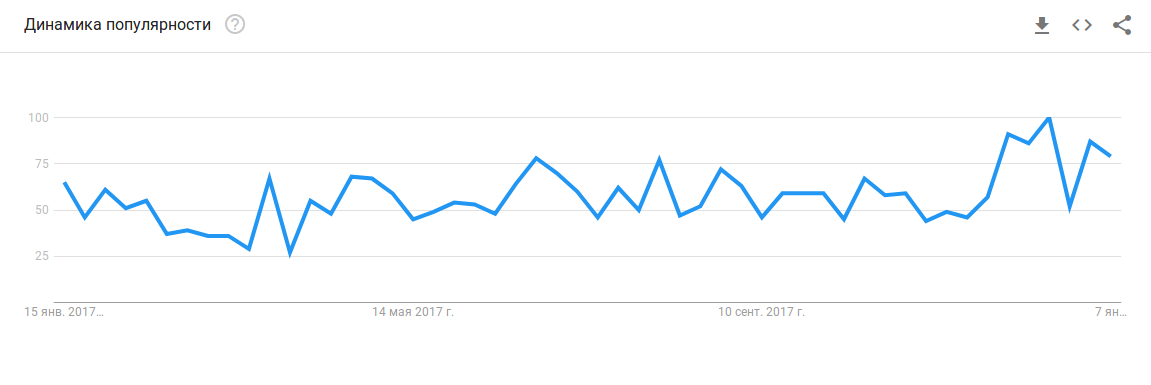 Динамика популярности ?
100
75
50
25
15 янв. 2017…
14 мая 2017 г.
10 сент. 2017 г.
7 ян…